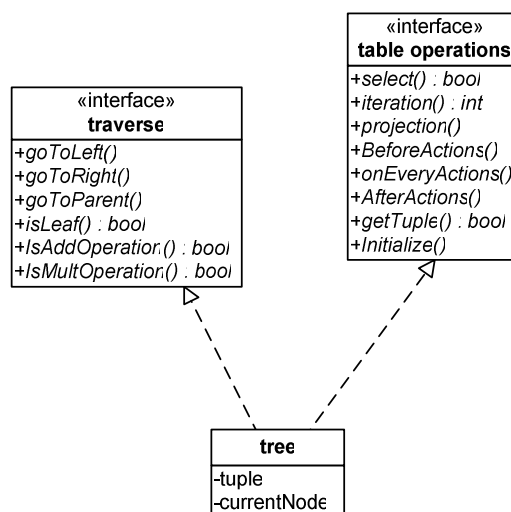 «interface»
traverse
+goToLeft()
+goToRight()
+goToParent()
+isLeaf() : bool
+IsAddOperation() : bool
+IsMultOperation() : bool
«interface»
table operations
+select() : bool
+iteration() : int
+projection()
+BeforeActions()
+onEveryActions()
+AfterActions()
+getTuple() : bool
+Initialize()
tree
-tuple
-currentNode